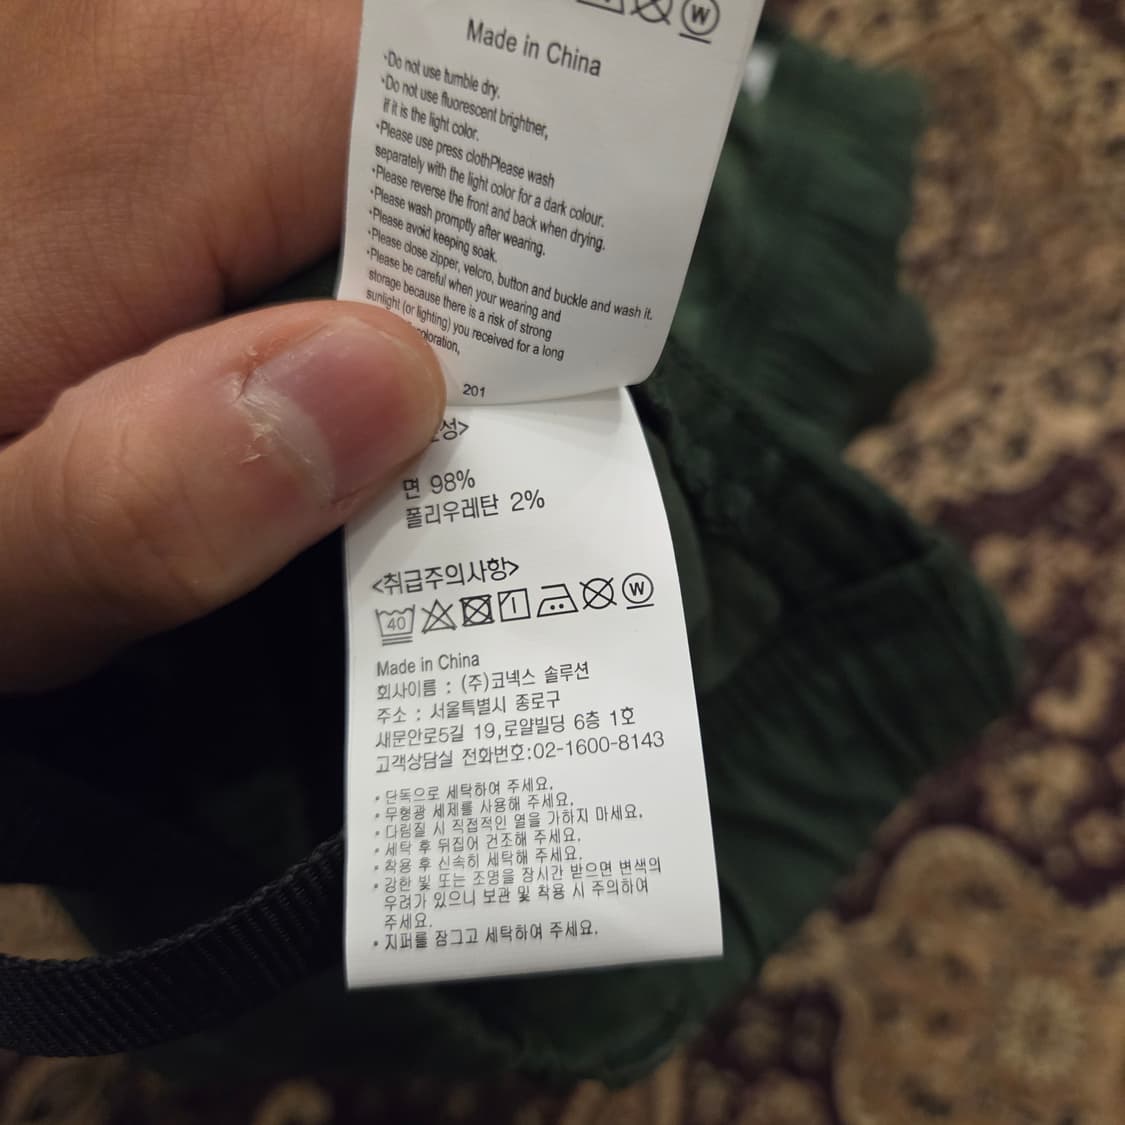 W
Made in China
·Do not use tumble dry.
·Do not use fluorescent brightner,
if it is the light color.
·Please use press clothPlease wash
separately with the light color for a dark colour.
·Please reverse the front and back when drying.
·Please wash promptly after wearing.
·Please avoid keeping soak.
·Please close zipper, velcro, button and buckle and wash it.
·Please be careful when your wearing and
storage because there is a risk of strong
sunlight (or lighting) you received for a long
201
면 98%
폴리우레탄 2%
<취급주의사항>
40 W
Made in China
회사이름 : (주)코넥스 솔루션
주소 : 서울특별시 종로구
새문안로5길 19,로얄빌딩 6층 1호
고객상담실 전화번호:02-1600-8143
• 단독으로 세탁하여 주세요.
• 무형광 세제를 사용해 주세요.
• 다림질 시 직접적인 열을 가하지 마세요.
• 세탁 후 뒤집어 건조해 주세요.
• 착용 후 신속히 세탁해 주세요.
• 강한 빛 또는 조명을 장시간 받으면 변색의
우려가 있으니 보관 및 착용 시 주의하여
주세요.
• 지퍼를 잠그고 세탁하여 주세요.